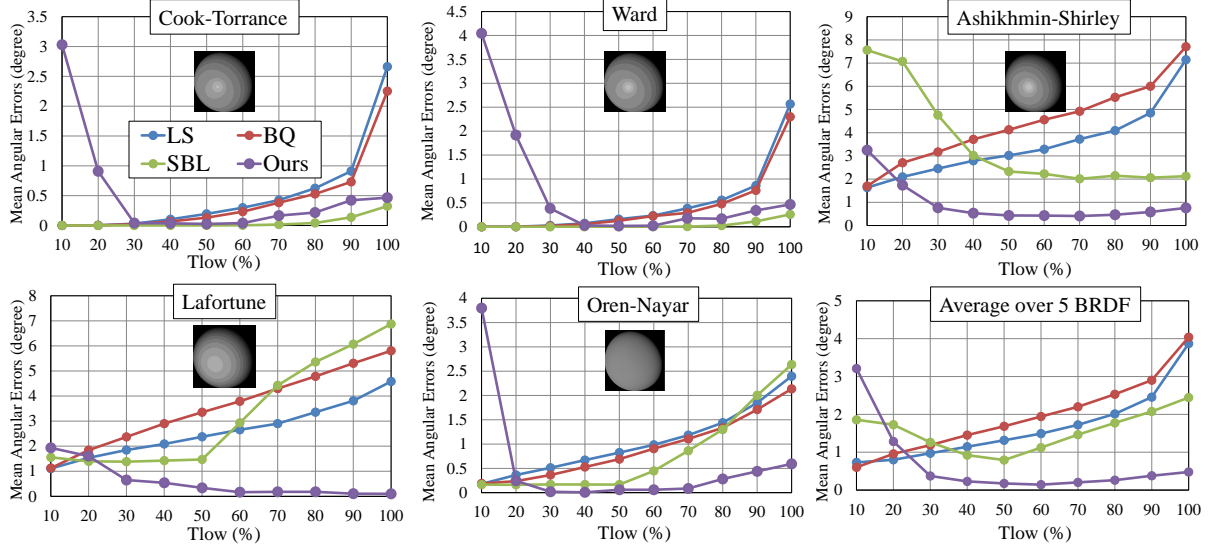 Cook-Torrance
Mean Angular Errors (degree)
3.5
3
2.5
2
1.5
1
0.5
0
LS
BQ
SBL
Ours
10 20 30 40 50 60 70 80 90 100
Tlow (%)
Ward
Mean Angular Errors (degree)
4.5
4
3.5
3
2.5
2
1.5
1
0.5
0
10 20 30 40 50 60 70 80 90 100
Tlow (%)
Ashikhmin-Shirley
Mean Angular Errors (degree)
9
8
7
6
5
4
3
2
1
0
10 20 30 40 50 60 70 80 90 100
Tlow (%)
Lafortune
Mean Angular Errors (degree)
8
7
6
5
4
3
2
1
0
10 20 30 40 50 60 70 80 90 100
Tlow (%)
Oren-Nayar
Mean Angular Errors (degree)
4
3.5
3
2.5
2
1.5
1
0.5
0
10 20 30 40 50 60 70 80 90 100
Tlow (%)
Average over 5 BRDF
Mean Angular Errors (degree)
5
4
3
2
1
0
10 20 30 40 50 60 70 80 90 100
Tlow (%)